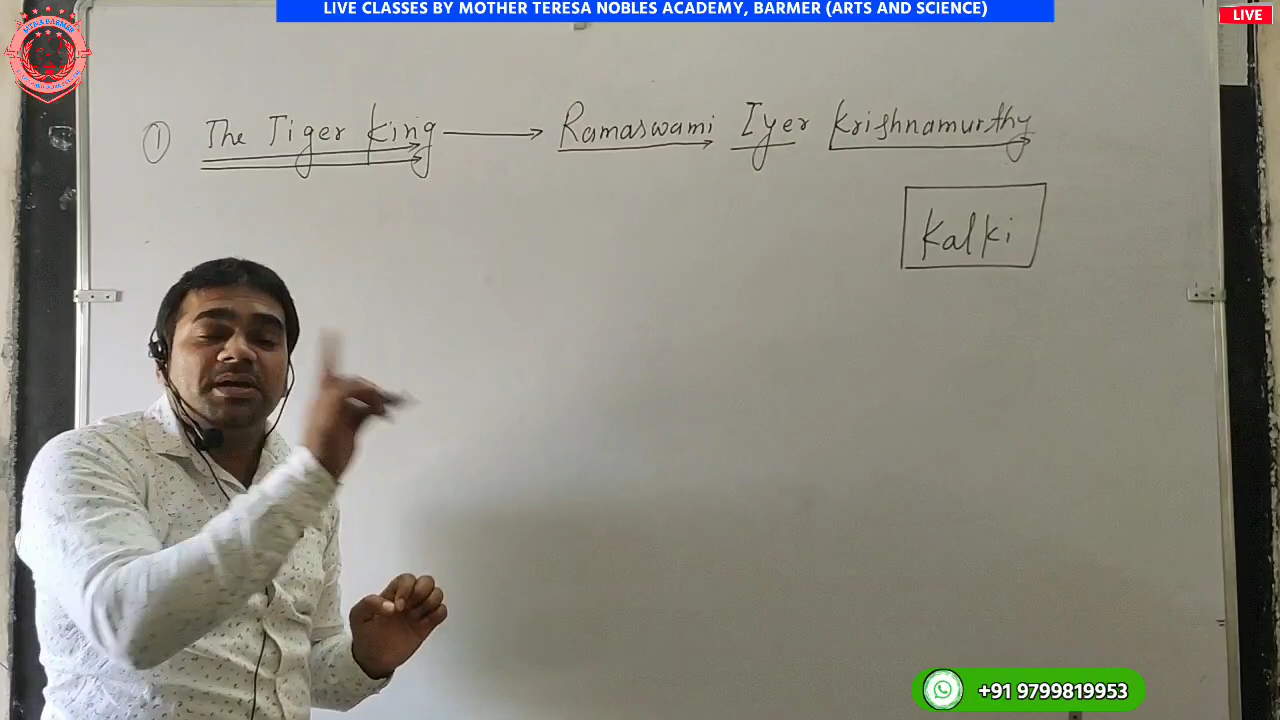 LIVE CLASSES BY MOTHER TERESA NOBLES ACADEMY, BARMER (ARTS AND SCIENCE)
LIVE
① The Tiger King → Ramaswami Iyer Krishnamurthy
Kalki
+91 9799819953